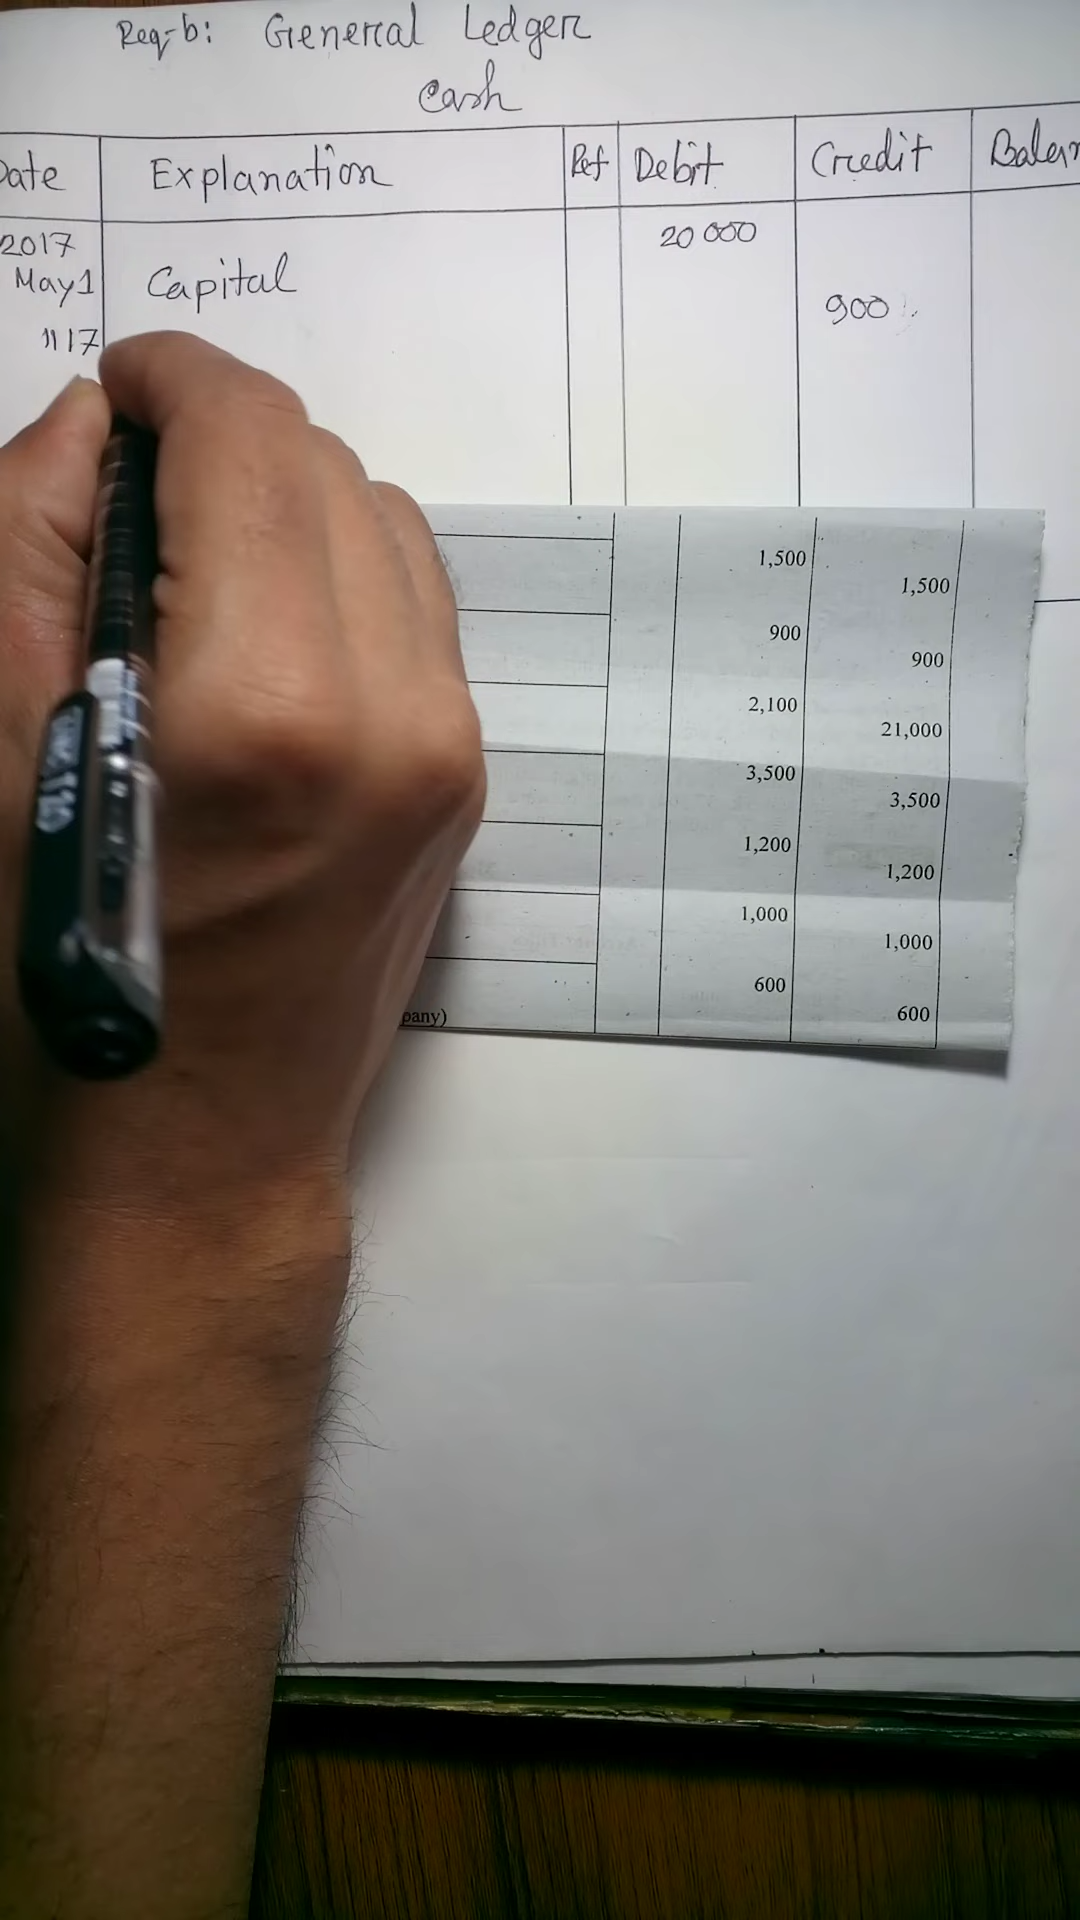 Req-b: General Ledger
Cash
Date Explanation Ref Debit Credit Balan
2017 20 000
May 1 Capital
900
" 17
1,500
1,500
900
900
2,100
21,000
3,500
3,500
1,200
1,200
1,000
1,000
600
pany) 600